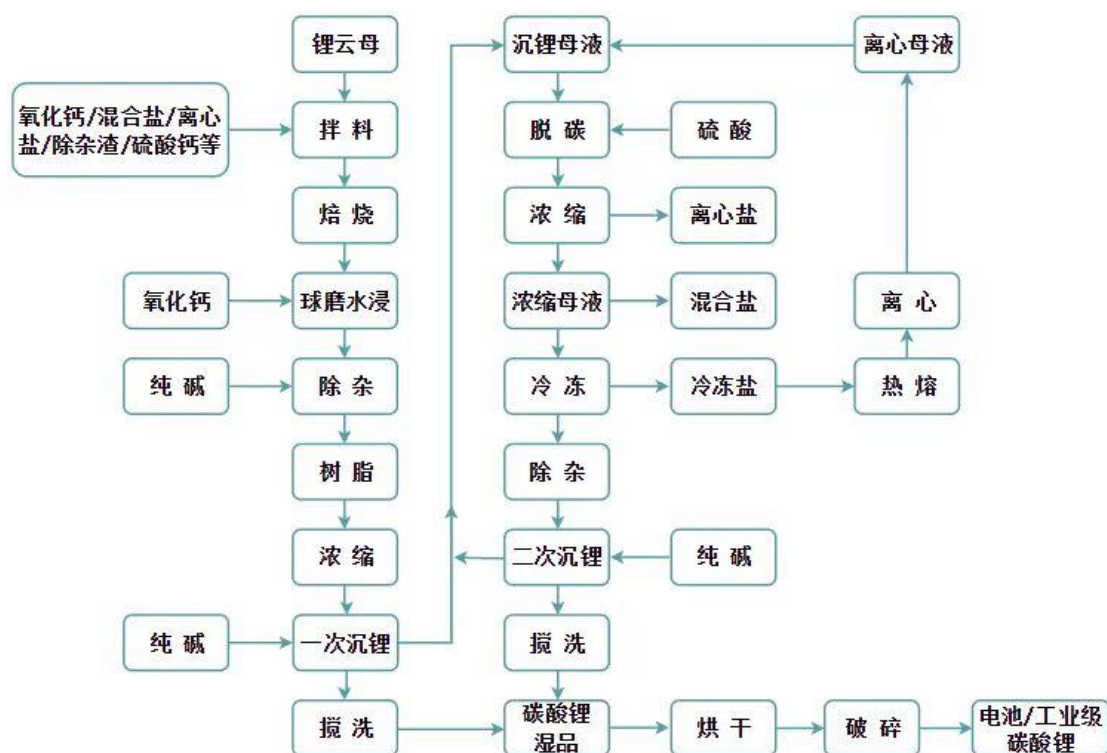 锂云母
沉锂母液
离心母液
氧化钙/混合盐/离心
盐/除杂渣/硫酸钙等
拌 料
脱 碳
硫 酸
焙 烧
浓 缩
离心盐
氧化钙
球磨水浸
浓缩母液
混合盐
离 心
纯 碱
除 杂
冷 冻
冷冻盐
热 熔
树 脂
除 杂
浓 缩
二次沉锂
纯 碱
纯 碱
一次沉锂
搅 洗
搅 洗
碳酸锂
湿品
烘 干
破 碎
电池/工业级
碳酸锂